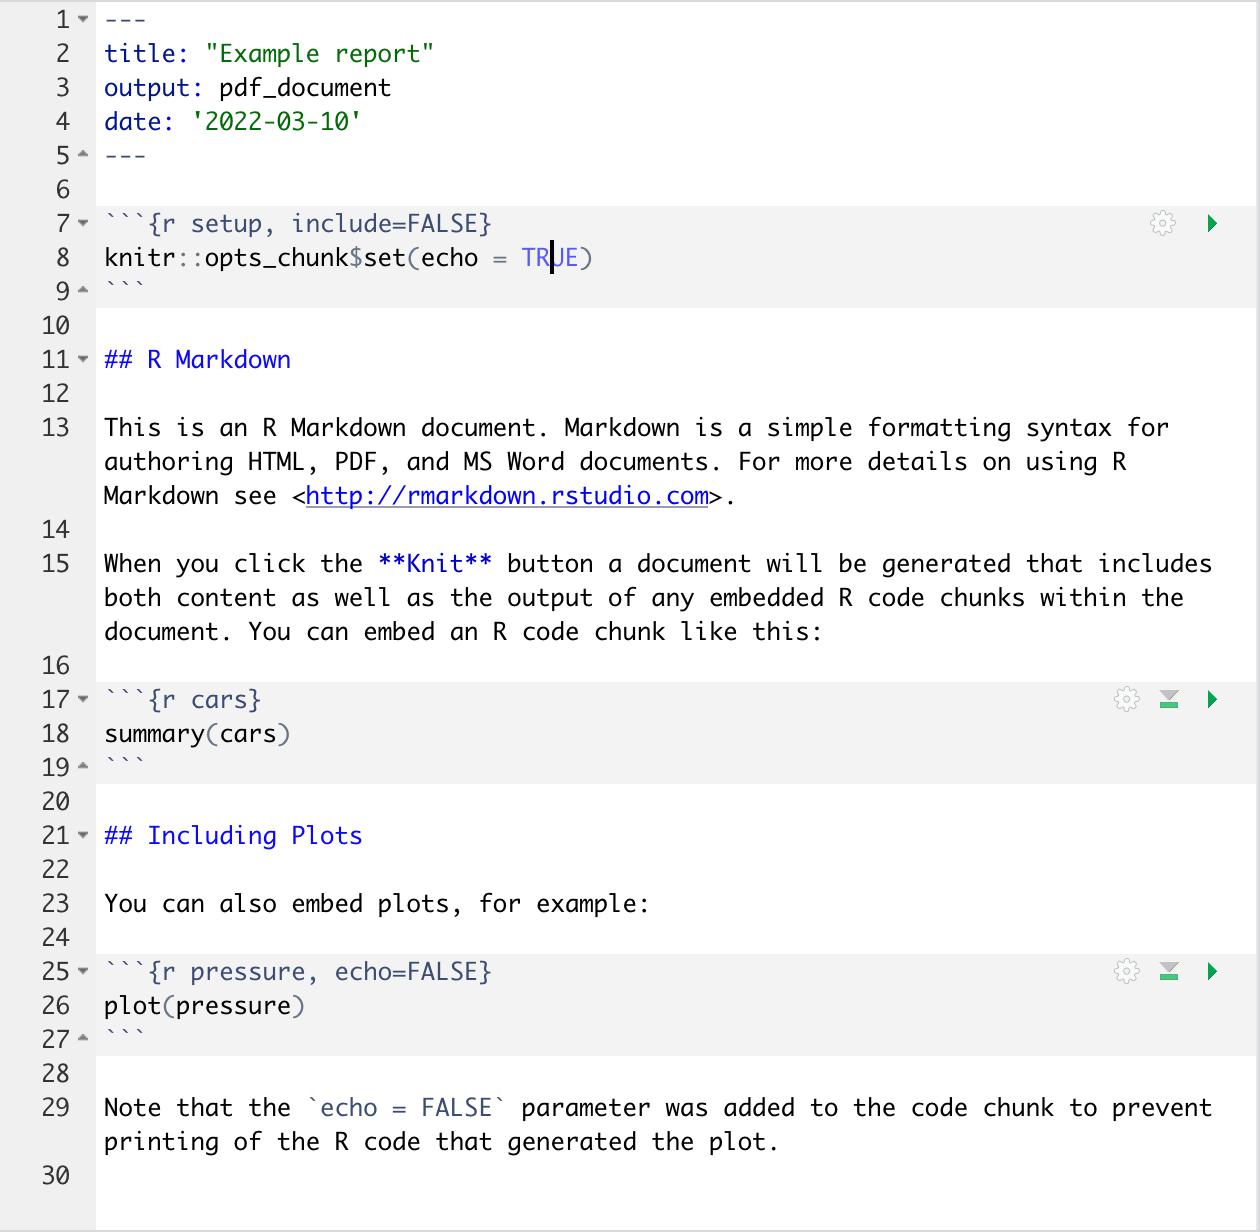 1 ---
2 title: "Example report"
3 output: pdf_document
4 date: '2022-03-10'
5 ---
6
7 ```{r setup, include=FALSE}
8 knitr::opts_chunk$set(echo = TRUE)
9 ```
10
11 ## R Markdown
12
13 This is an R Markdown document. Markdown is a simple formatting syntax for
authoring HTML, PDF, and MS Word documents. For more details on using R
Markdown see <http://rmarkdown.rstudio.com>.
14
15 When you click the **Knit** button a document will be generated that includes
both content as well as the output of any embedded R code chunks within the
document. You can embed an R code chunk like this:
16
17 ```{r cars}
18 summary(cars)
19 ```
20
21 ## Including Plots
22
23 You can also embed plots, for example:
24
25 ```{r pressure, echo=FALSE}
26 plot(pressure)
27 ```
28
29 Note that the `echo = FALSE` parameter was added to the code chunk to prevent
printing of the R code that generated the plot.
30